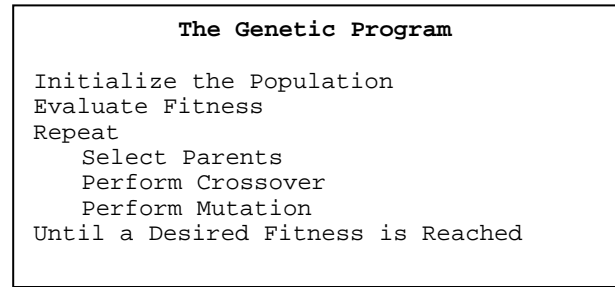 The Genetic Program
Initialize the Population
Evaluate Fitness
Repeat
Select Parents
Perform Crossover
Perform Mutation
Until a Desired Fitness is Reached